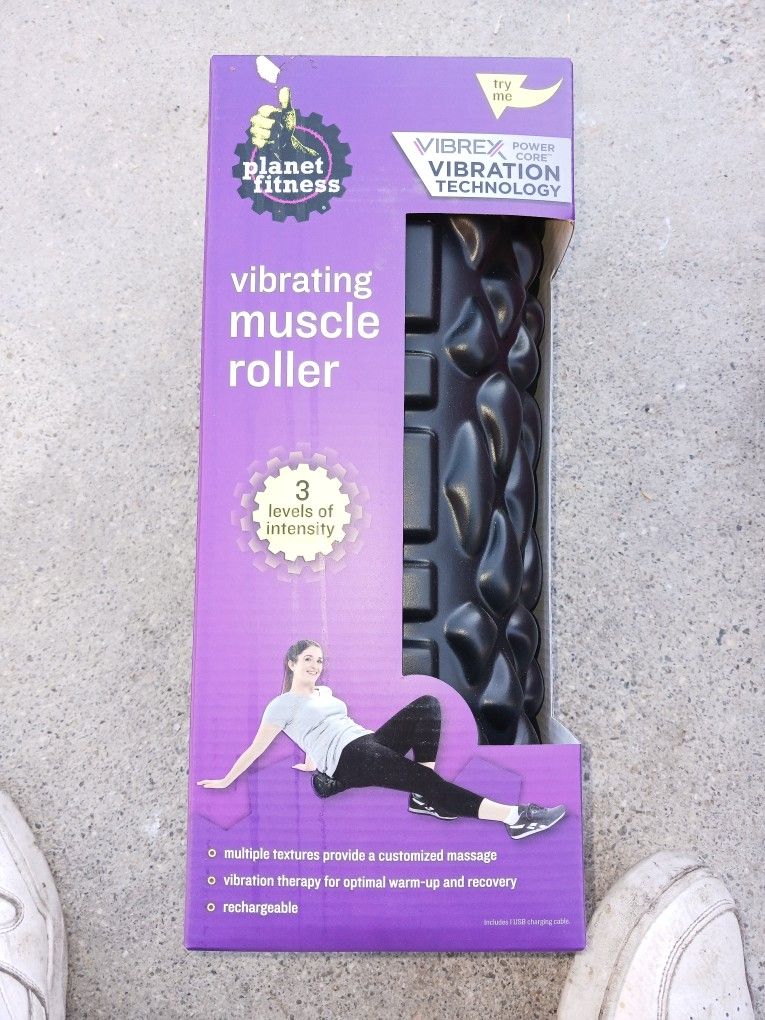 try
me
planet
fitness
VIBREX POWER
CORE™
VIBRATION
TECHNOLOGY
vibrating
muscle
roller
3
levels of
intensity
multiple textures provide a customized massage
vibration therapy for optimal warm-up and recovery
rechargeable
Includes 1 USB charging cable.